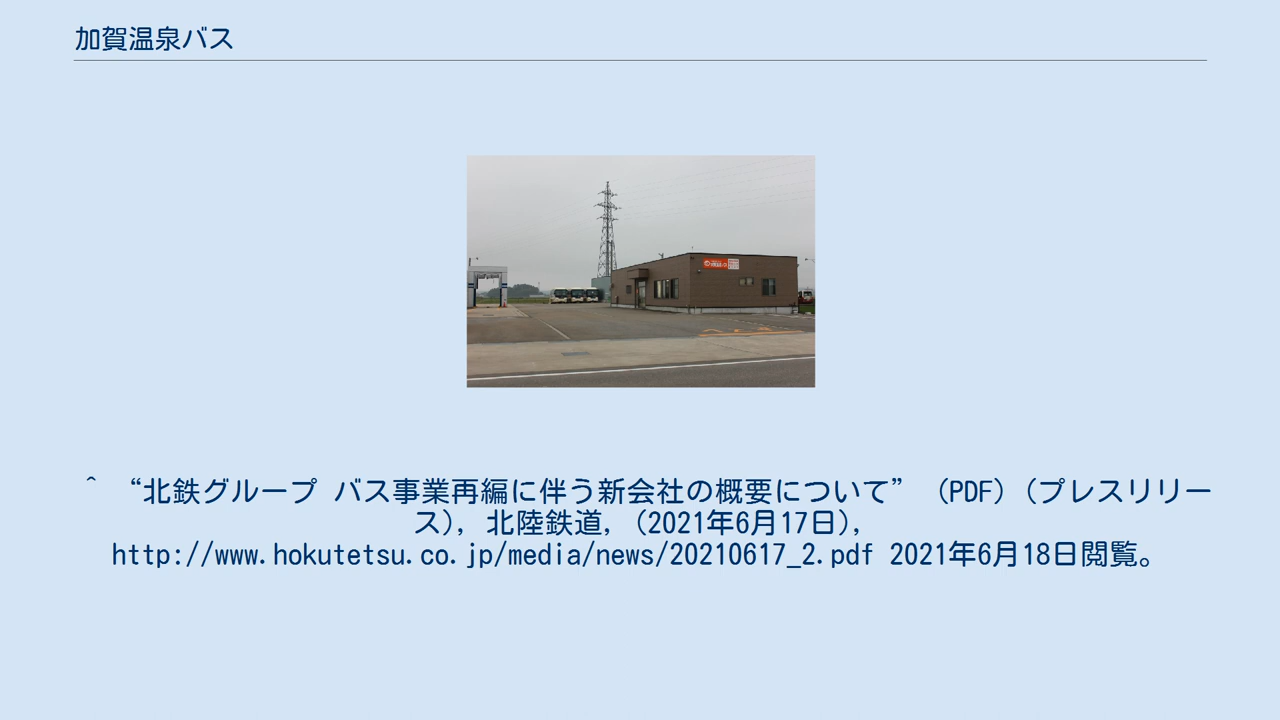 加賀温泉バス
^ “北鉄グループ バス事業再編に伴う新会社の概要について” (PDF) (プレスリリー
ス), 北陸鉄道, (2021年6月17日),
http://www.hokutetsu.co.jp/media/news/20210617_2.pdf 2021年6月18日閲覧。